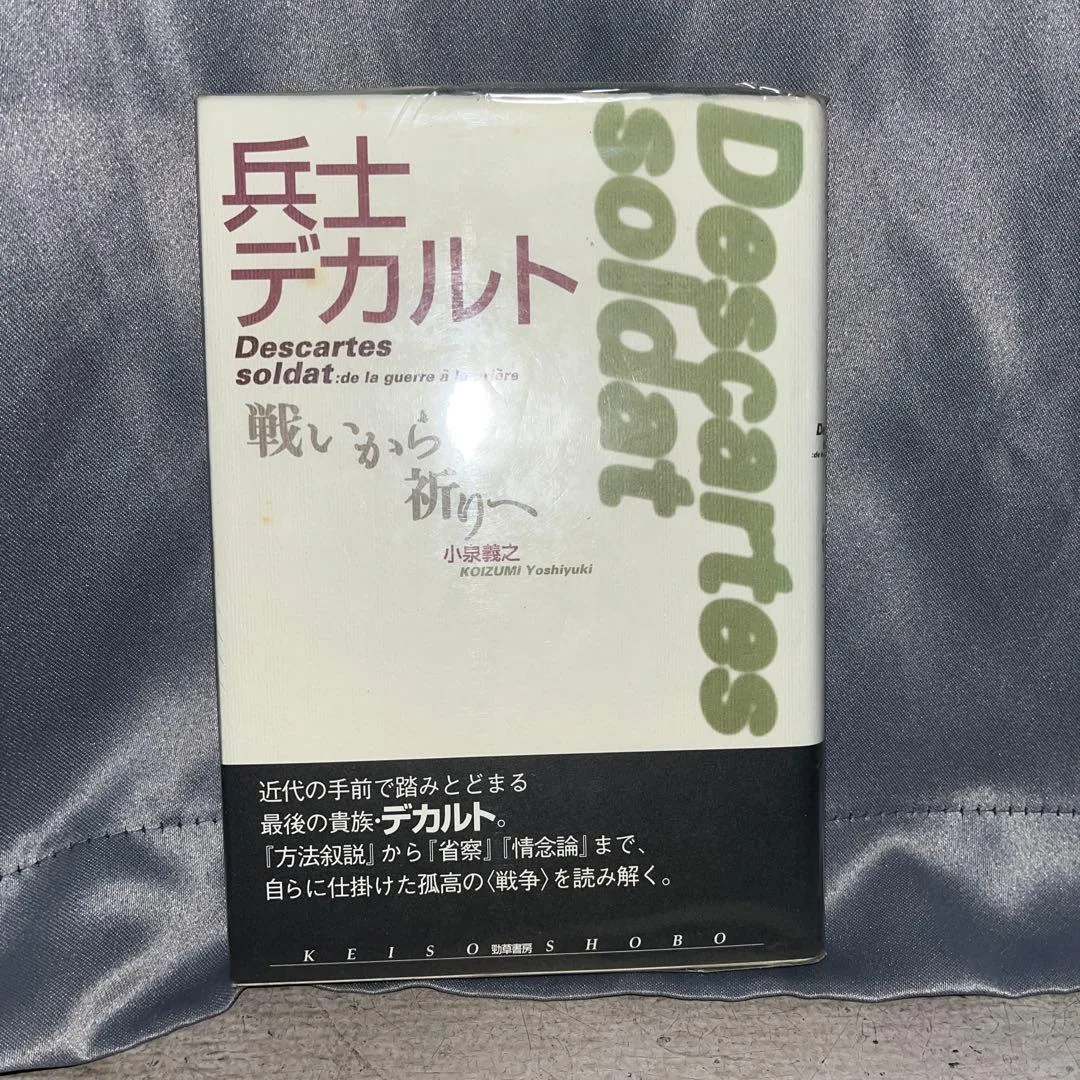 兵士
デカルト
Descartes
soldat:de la guerre à la prière
戦いから
祈りへ
小泉義之
KOIZUMI Yoshiyuki
Descartes
soldat
近代の手前で踏みとどまる
最後の貴族・デカルト。
『方法叙説』から『省察』『情念論』まで、
自らに仕掛けた孤高の〈戦争〉を読み解く。
KEISO 勁草書房 SHOBO